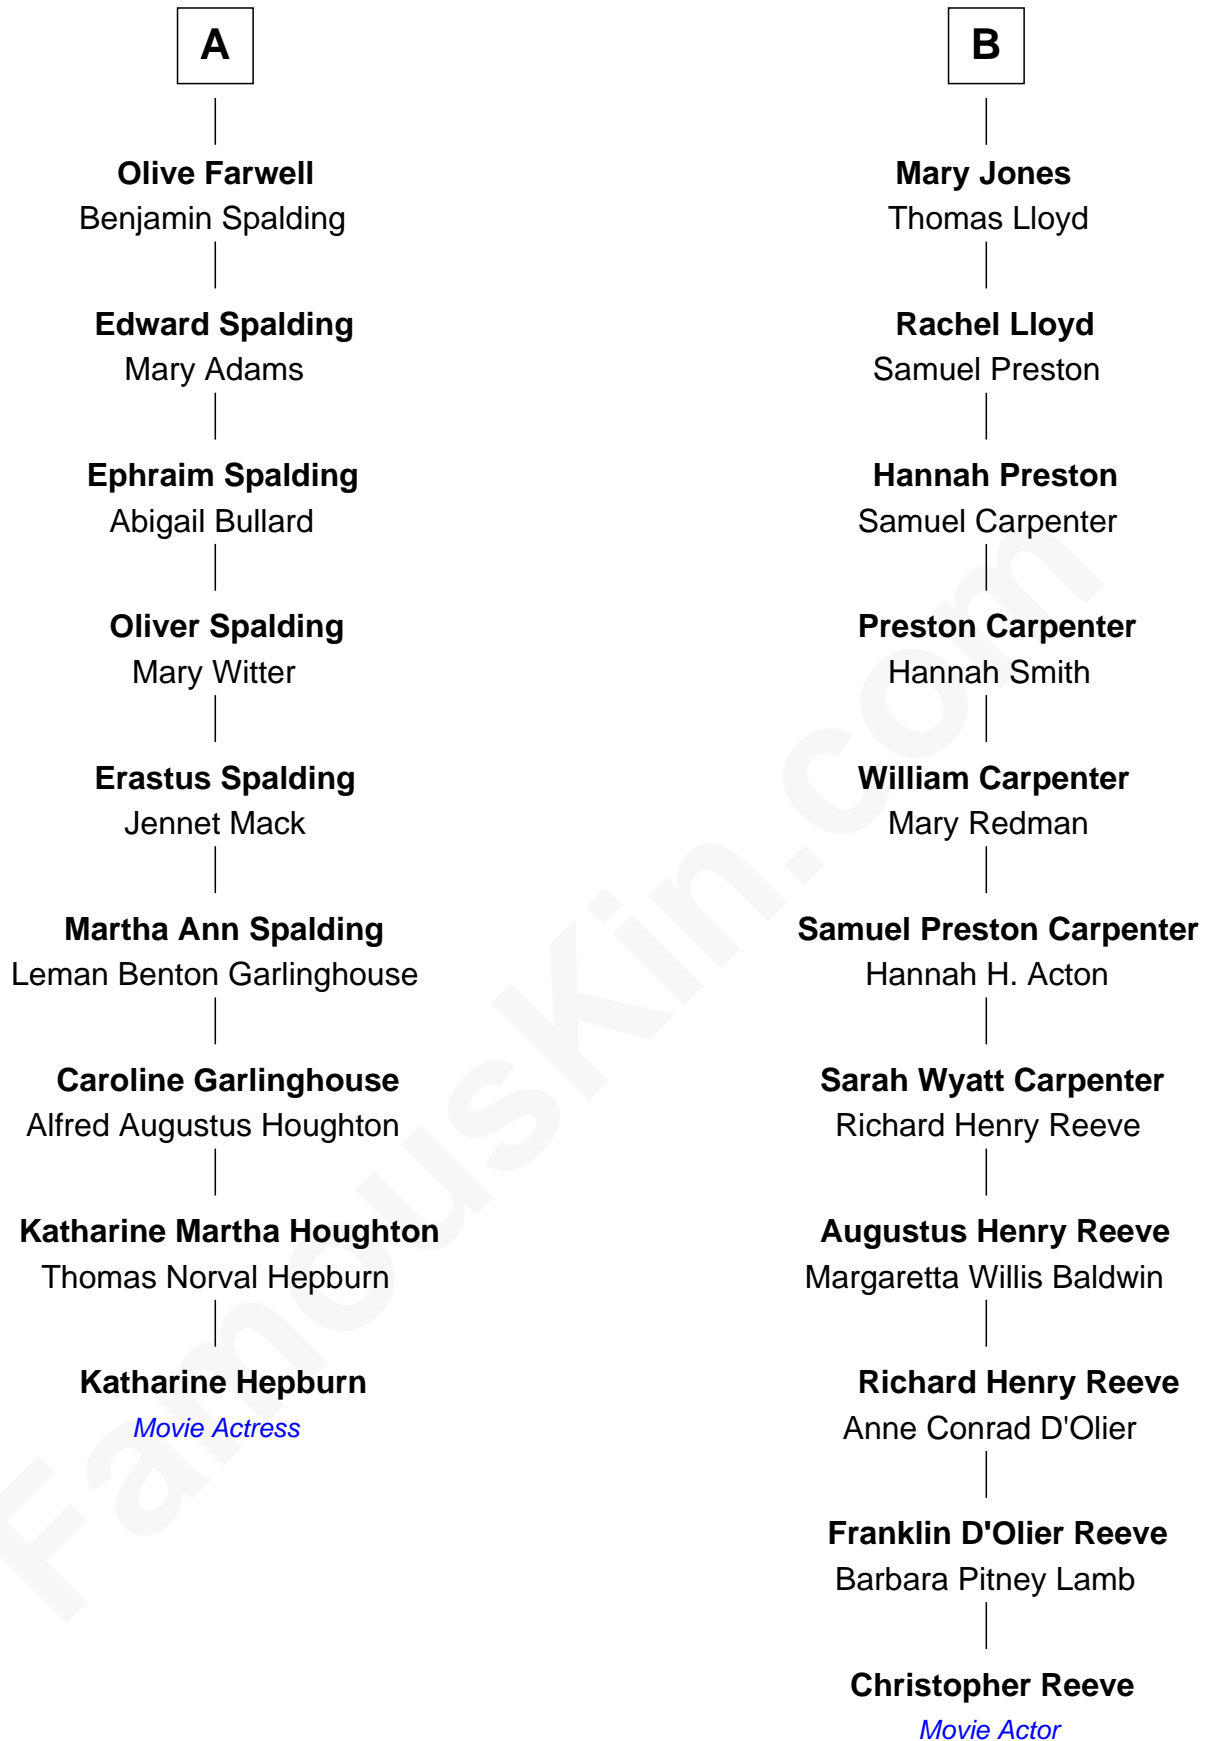 A
Olive Farwell
Benjamin Spalding
Edward Spalding
Mary Adams
Ephraim Spalding
Abigail Bullard
Oliver Spalding
Mary Witter
Erastus Spalding
Jennet Mack
Martha Ann Spalding
Leman Benton Garlinghouse
Caroline Garlinghouse
Alfred Augustus Houghton
Katharine Martha Houghton
Thomas Norval Hepburn
Katharine Hepburn
Movie Actress
B
Mary Jones
Thomas Lloyd
Rachel Lloyd
Samuel Preston
Hannah Preston
Samuel Carpenter
Preston Carpenter
Hannah Smith
William Carpenter
Mary Redman
Samuel Preston Carpenter
Hannah H. Acton
Sarah Wyatt Carpenter
Richard Henry Reeve
Augustus Henry Reeve
Margaretta Willis Baldwin
Richard Henry Reeve
Anne Conrad D'Olier
Franklin D'Olier Reeve
Barbara Pitney Lamb
Christopher Reeve
Movie Actor
FamousKin.com